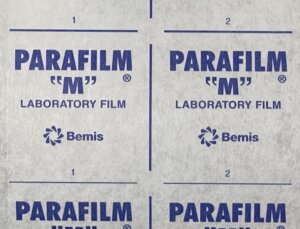 1 2
PARAFILM PARAFILM
"M" ® "M" ®
LABORATORY FILM LABORATORY FILM
Bemis Bemis
1 2
PARAFILM PARAFILM